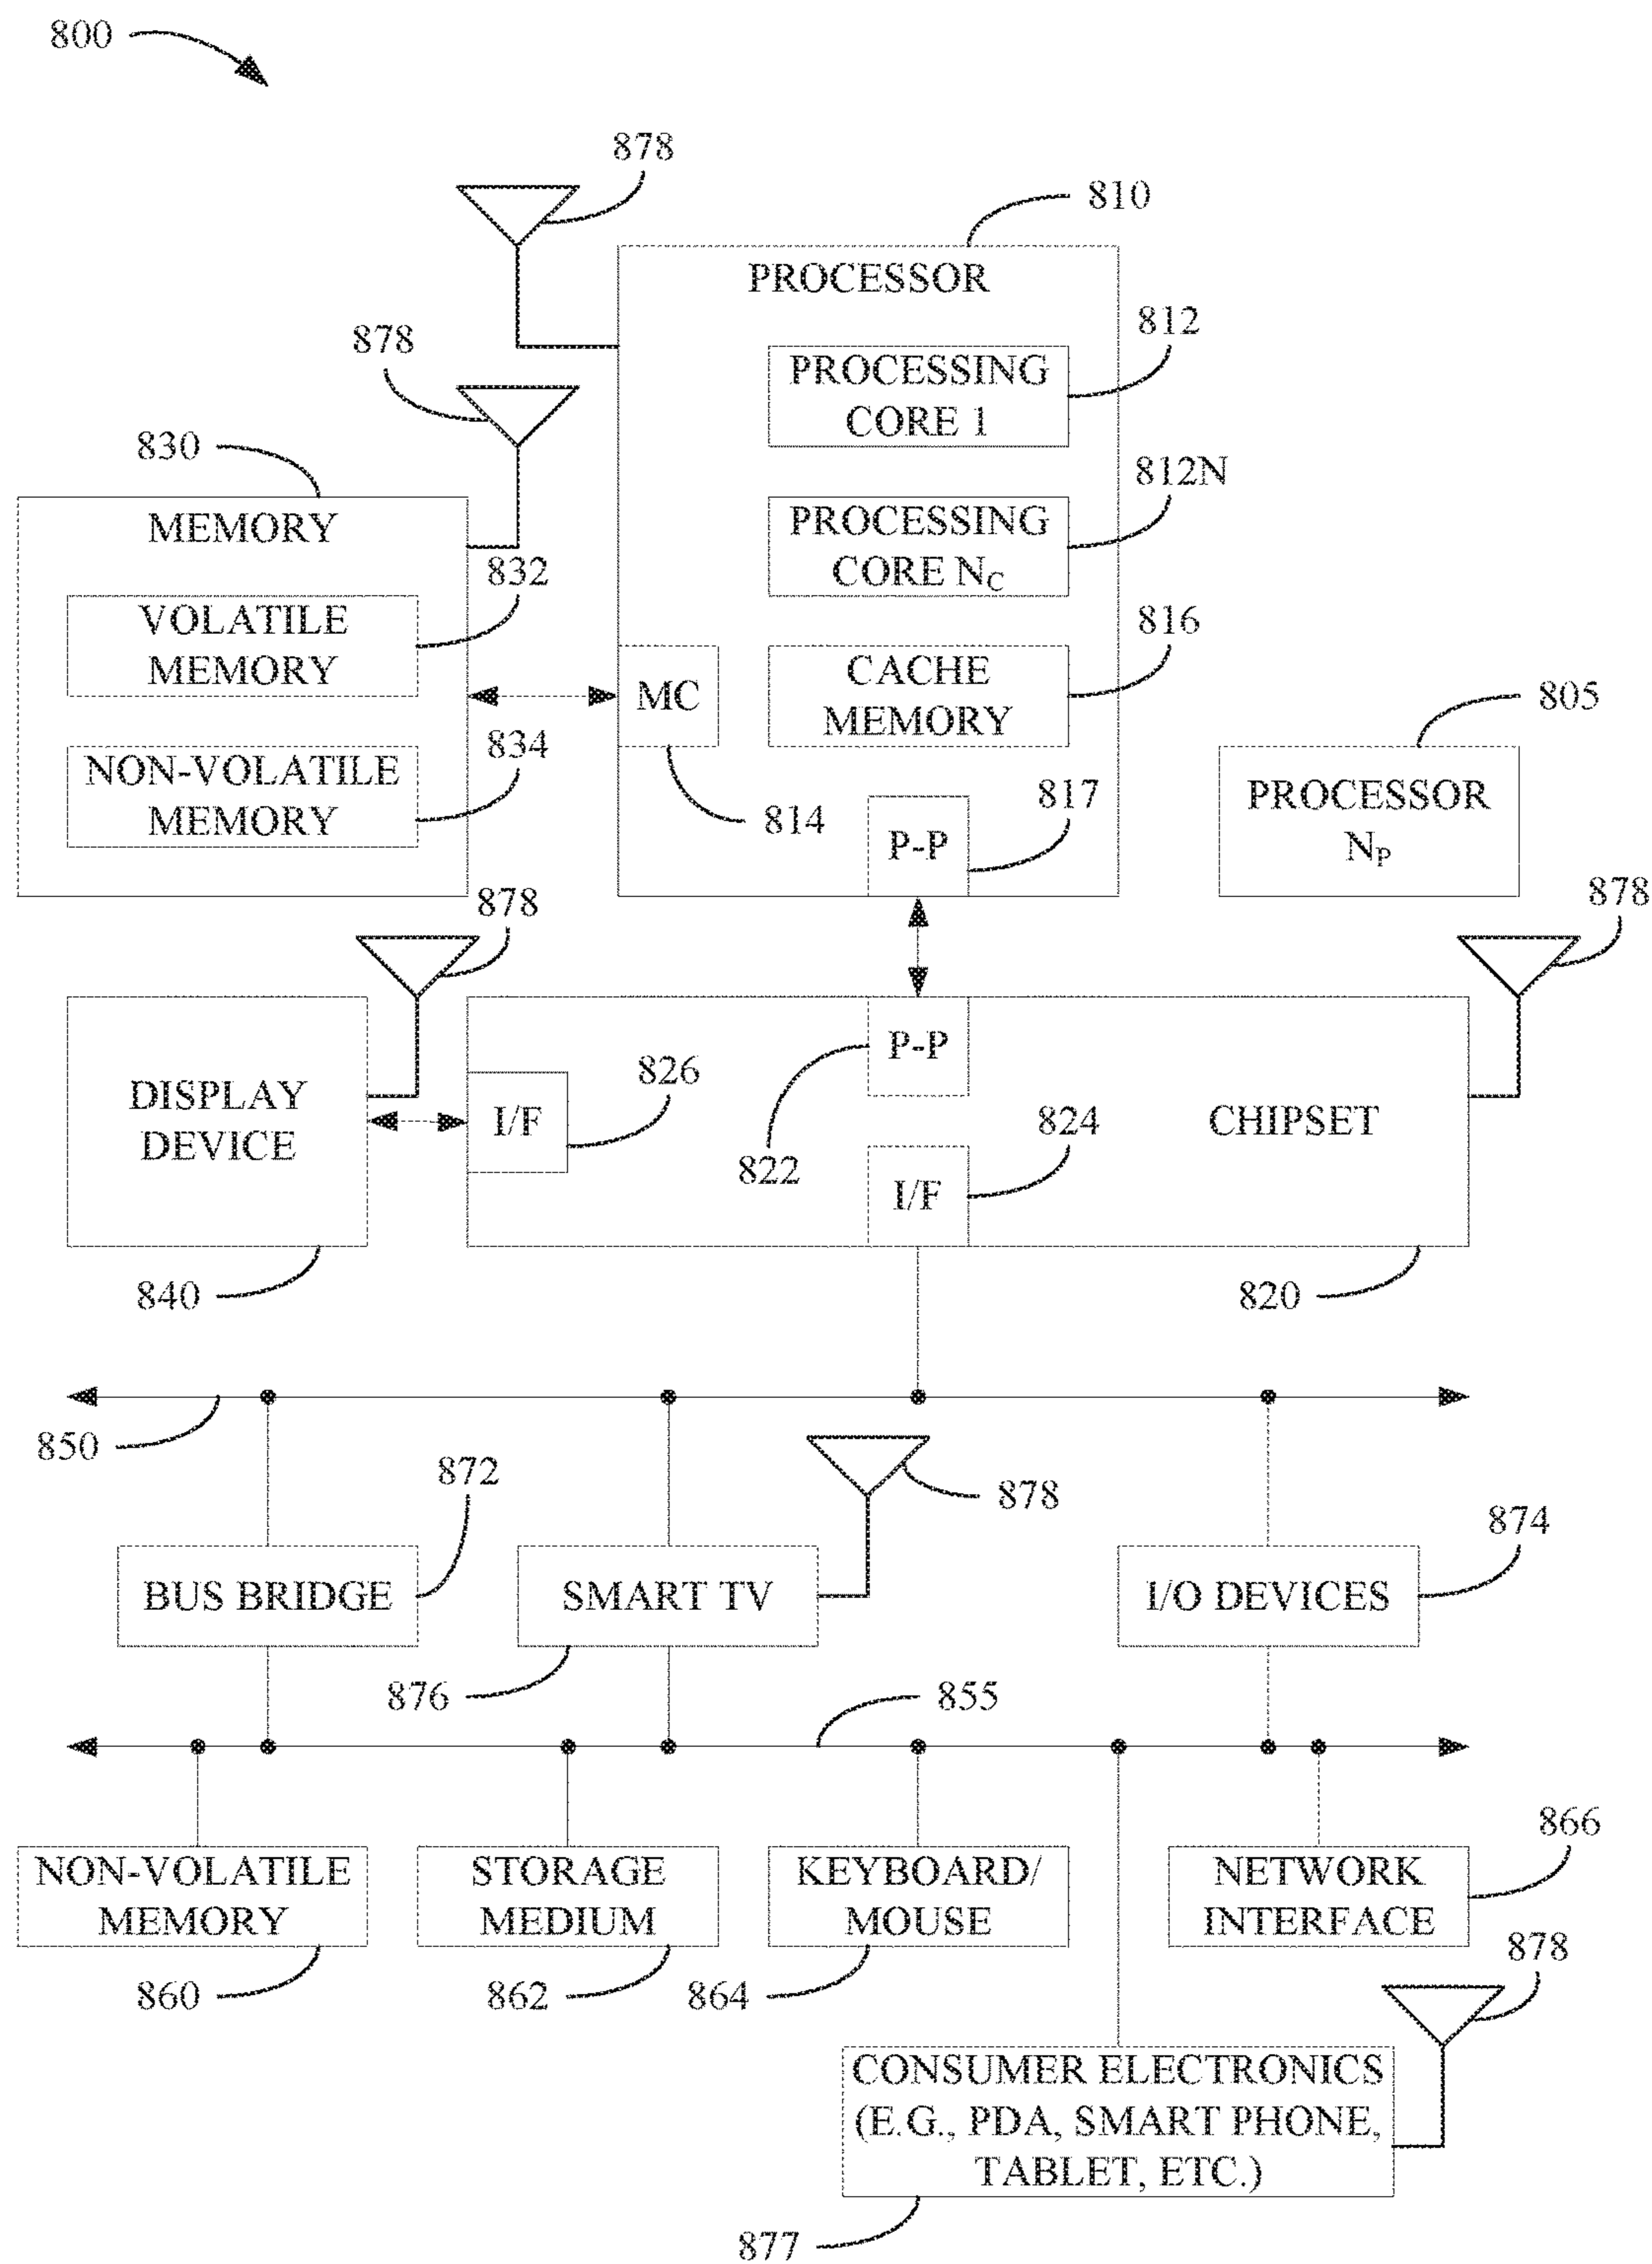 800
878
810
PROCESSOR
812
878
PROCESSING
CORE 1
830
812N
MEMORY
PROCESSING
CORE NC
832
VOLATILE
MEMORY
816
CACHE
MEMORY
MC
805
834
NON-VOLATILE
MEMORY
814
817
P-P
PROCESSOR
NP
878
878
P-P
DISPLAY
DEVICE
826
I/F
822
824
I/F
CHIPSET
840
820
850
872
878
874
BUS BRIDGE
SMART TV
I/O DEVICES
876
855
866
NON-VOLATILE
MEMORY
STORAGE
MEDIUM
KEYBOARD/
MOUSE
NETWORK
INTERFACE
860
862
864
878
CONSUMER ELECTRONICS
(E.G., PDA, SMART PHONE,
TABLET, ETC.)
877